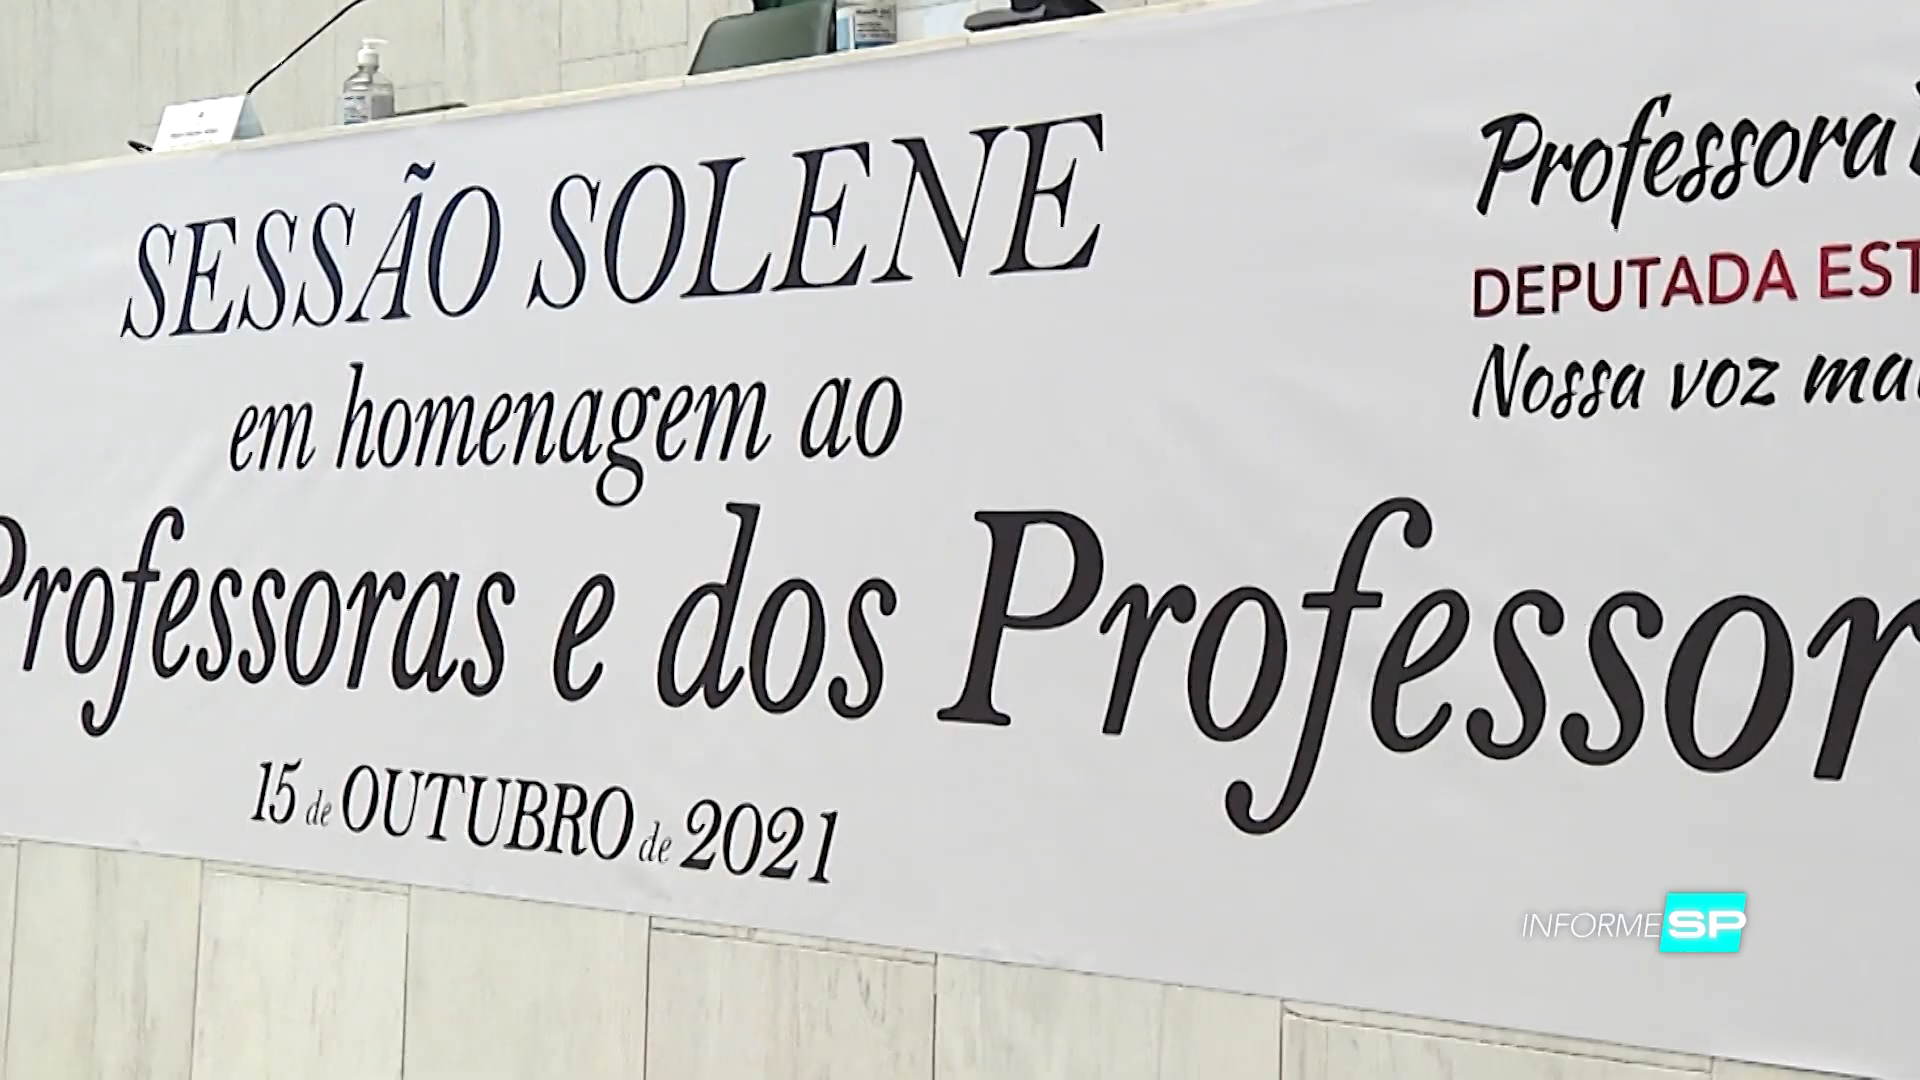 SESSÃO SOLENE
em homenagem ao
Professoras e dos Professor
15 de OUTUBRO de 2021
Professora
DEPUTADA EST
Nossa voz mai
INFORME SP